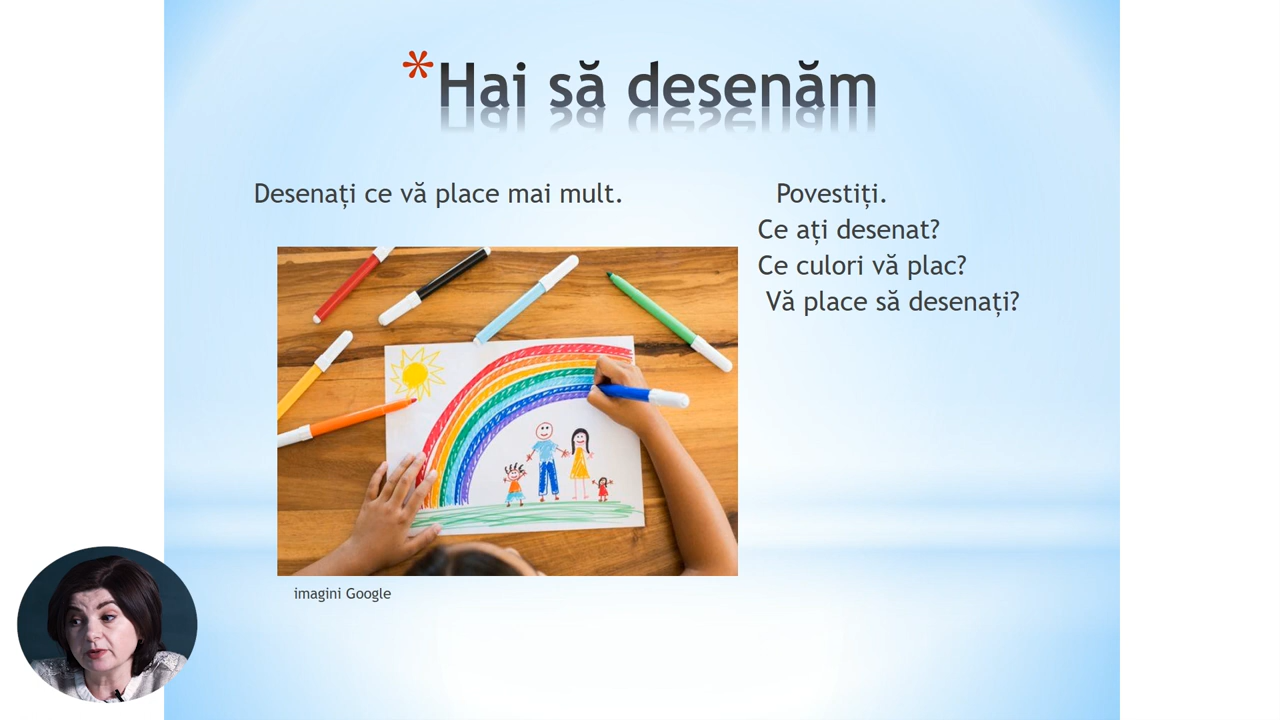 *Hai să desenăm
Desenați ce vă place mai mult.
Povestiți.
Ce ați desenat?
Ce culori vă plac?
Vă place să desenați?
imagini Google